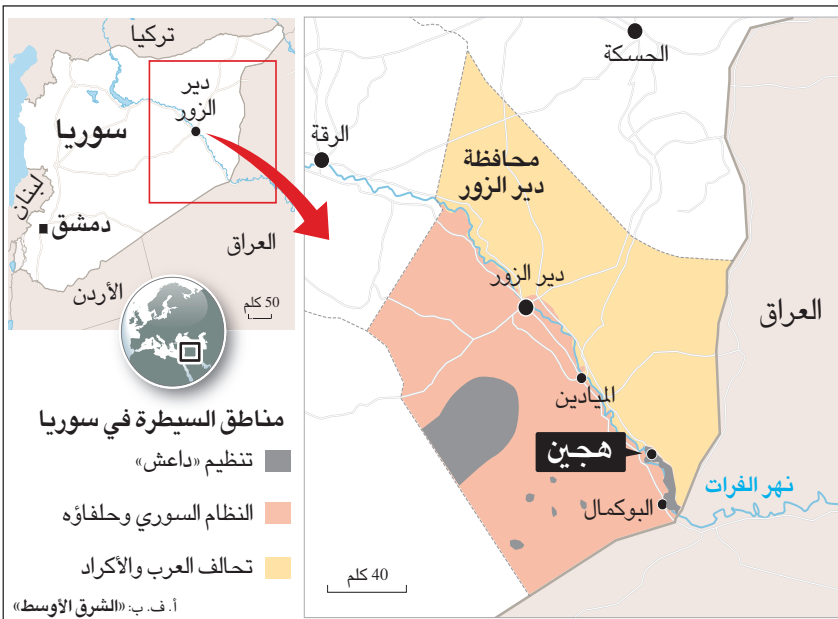 تركيا
دير
الزور
سوريا
لبنان
دمشق
العراق
الأردن
50 كلم
الحسكة
الرقة
محافظة
دير الزور
دير الزور
العراق
الميادين
هجين
نهر الفرات
البوكمال
40 كلم
مناطق السيطرة في سوريا
تنظيم «داعش»
النظام السوري وحلفاؤه
تحالف العرب والأكراد
أ. ف. ب: «الشرق الأوسط»